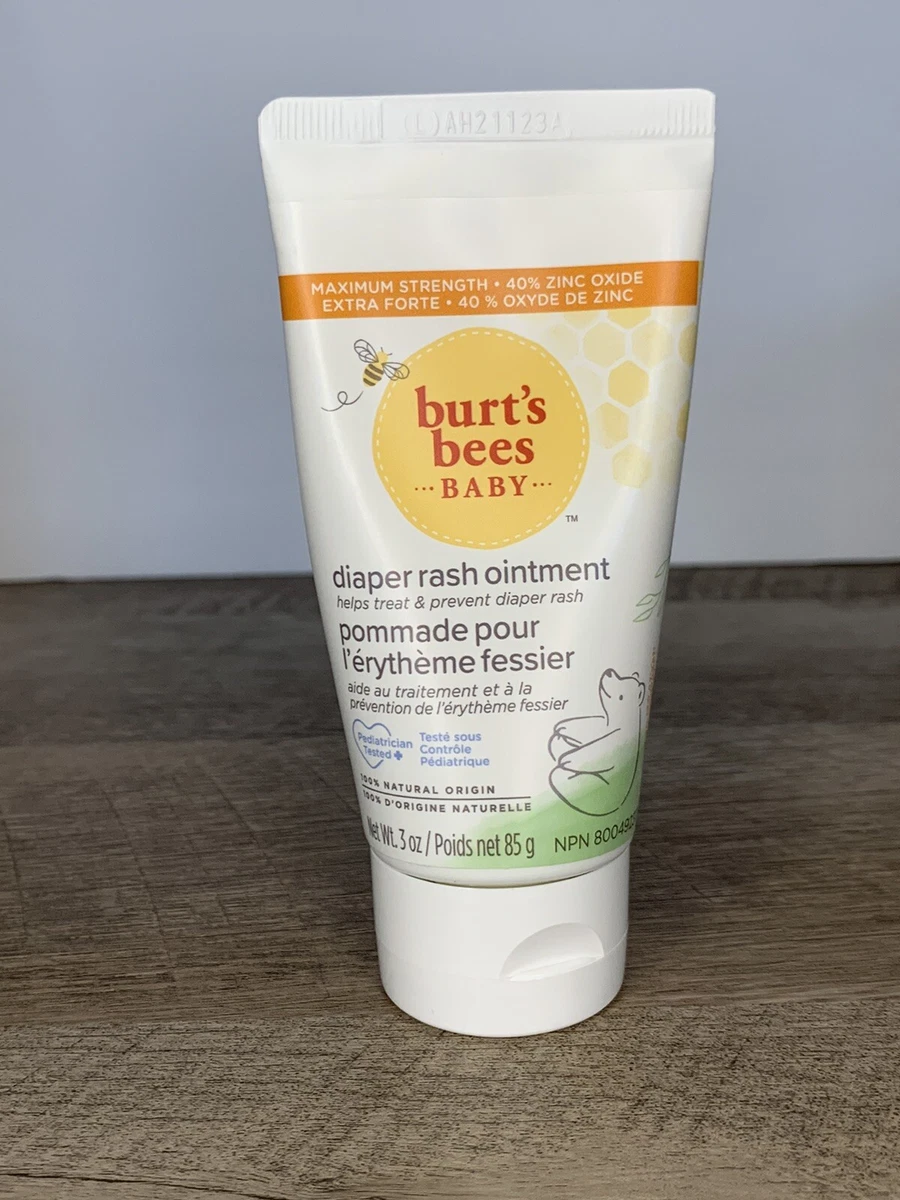 (L)AH21123A
MAXIMUM STRENGTH • 40% ZINC OXIDE
EXTRA FORTE • 40 % OXYDE DE ZINC
burt's
bees
···BABY···
™
diaper rash ointment
helps treat & prevent diaper rash
pommade pour
l'érythème fessier
aide au traitement et à la
prévention de l'érythème fessier
Pediatrician
Tested
Testé sous
Contrôle
Pédiatrique
100% NATURAL ORIGIN
100% D'ORIGINE NATURELLE
Net Wt. 3 oz / Poids net 85 g
NPN